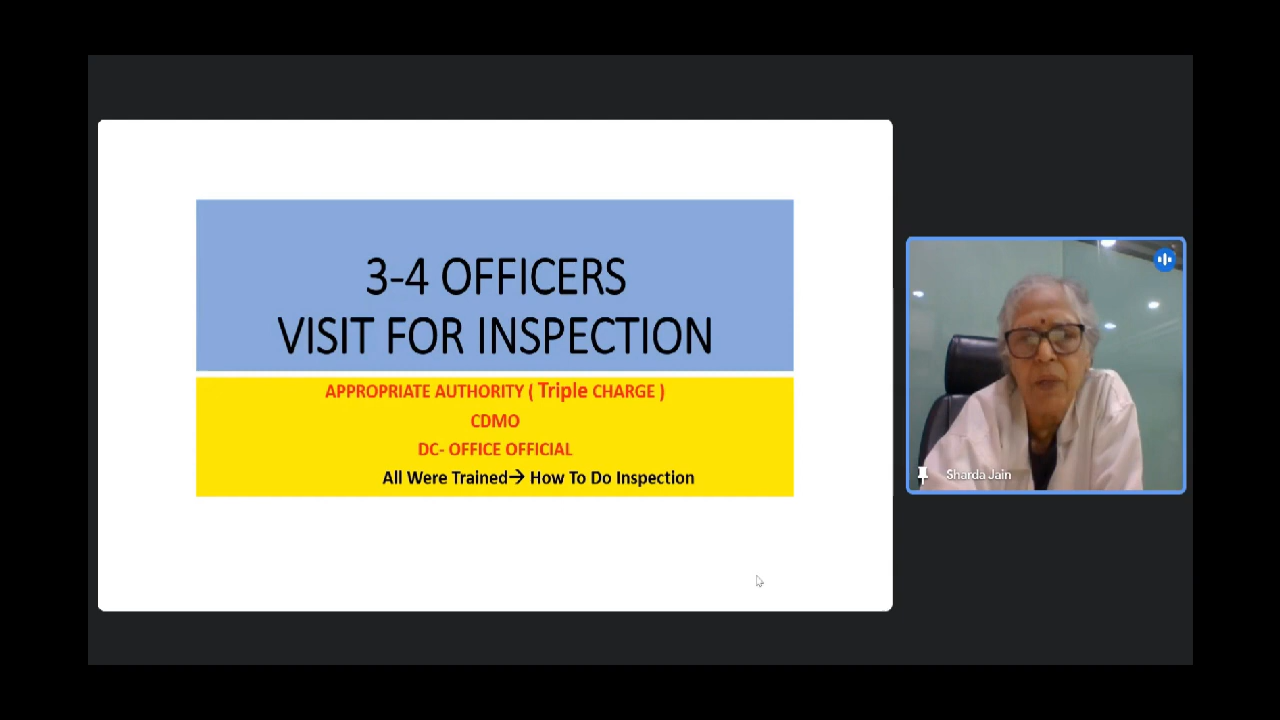 3-4 OFFICERS
VISIT FOR INSPECTION
APPROPRIATE AUTHORITY ( Triple CHARGE )
CDMO
DC- OFFICE OFFICIAL
All Were Trained→ How To Do Inspection
Sharda Jain